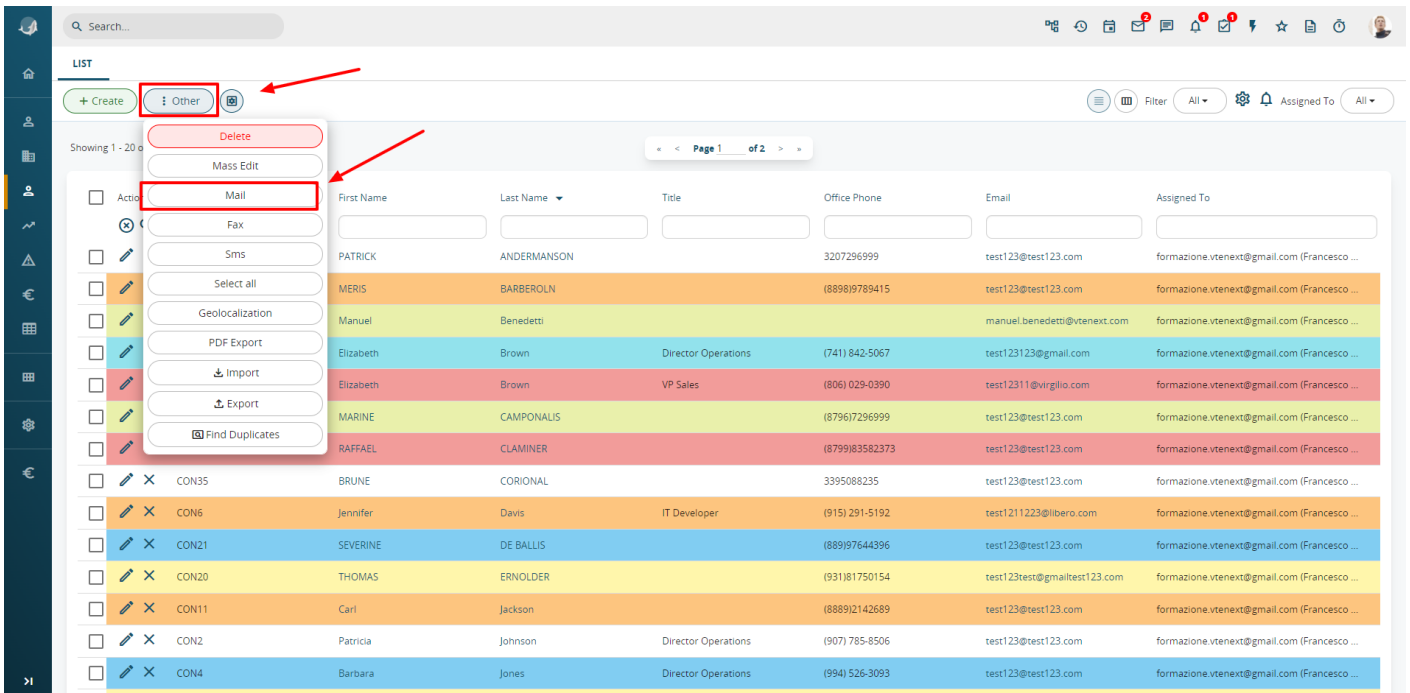 Search...
2
1
1
LIST
+ Create
Other
Filter
All
Assigned To
All
Showing 1 - 20 o
« < Page 1 of 2 > »
Delete
Mass Edit
Mail
Fax
Sms
Select all
Geolocalization
PDF Export
Import
Export
Find Duplicates
Action First Name Last Name Title Office Phone Email Assigned To
PATRICK ANDERMANSON 3207296999 test123@test123.com formazione.vtenext@gmail.com (Francesco ...
MERIS BARBEROLN (8898)9789415 test123@test123.com formazione.vtenext@gmail.com (Francesco ...
Manuel Benedetti manuel.benedetti@vtenext.com formazione.vtenext@gmail.com (Francesco ...
Elizabeth Brown Director Operations (741) 842-5067 test123123@gmail.com formazione.vtenext@gmail.com (Francesco ...
Elizabeth Brown VP Sales (806) 029-0390 test12311@virgilio.com formazione.vtenext@gmail.com (Francesco ...
MARINE CAMPONALIS (8796)7296999 test123@test123.com formazione.vtenext@gmail.com (Francesco ...
RAFFAEL CLAMINER (8799)83582373 test123@test123.com formazione.vtenext@gmail.com (Francesco ...
CON35 BRUNE CORIONAL 3395088235 test123@test123.com formazione.vtenext@gmail.com (Francesco ...
CON6 Jennifer Davis IT Developer (915) 291-5192 test1211223@libero.com formazione.vtenext@gmail.com (Francesco ...
CON21 SEVERINE DE BALLIS (889)97644396 test123@test123.com formazione.vtenext@gmail.com (Francesco ...
CON20 THOMAS ERNOLDER (931)81750154 test123test@gmailtest123.com formazione.vtenext@gmail.com (Francesco ...
CON11 Carl Jackson (8889)2142689 test123@test123.com formazione.vtenext@gmail.com (Francesco ...
CON2 Patricia Johnson Director Operations (907) 785-8506 test123@test123.com formazione.vtenext@gmail.com (Francesco ...
CON4 Barbara Jones Director Operations (994) 526-3093 test123@test123.com formazione.vtenext@gmail.com (Francesco ...